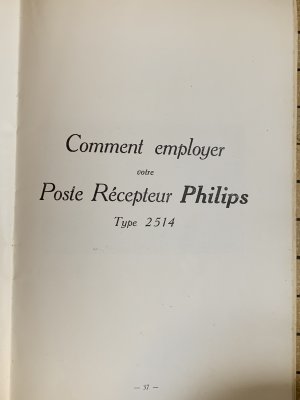 Comment employer
votre
Poste Récepteur Philips
Type 2514
— 37 —